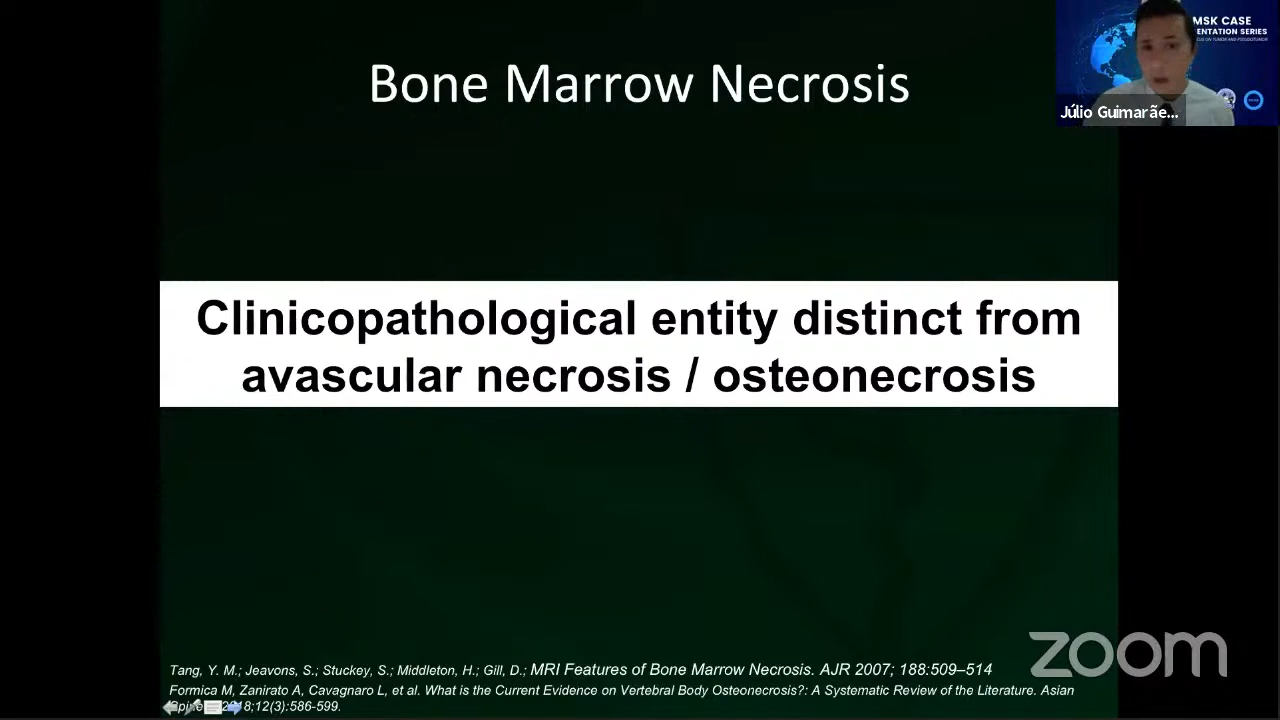 Bone Marrow Necrosis
MSK CASE
ENTATION SERIES
Júlio Guimarãe...
Clinicopathological entity distinct from
avascular necrosis / osteonecrosis
zoom
Tang, Y. M.; Jeavons, S.; Stuckey, S.; Middleton, H.; Gill, D.; MRI Features of Bone Marrow Necrosis. AJR 2007; 188:509–514
Formica M, Zanirato A, Cavagnaro L, et al. What is the Current Evidence on Vertebral Body Osteonecrosis?: A Systematic Review of the Literature. Asian
8;12(3):586-599.